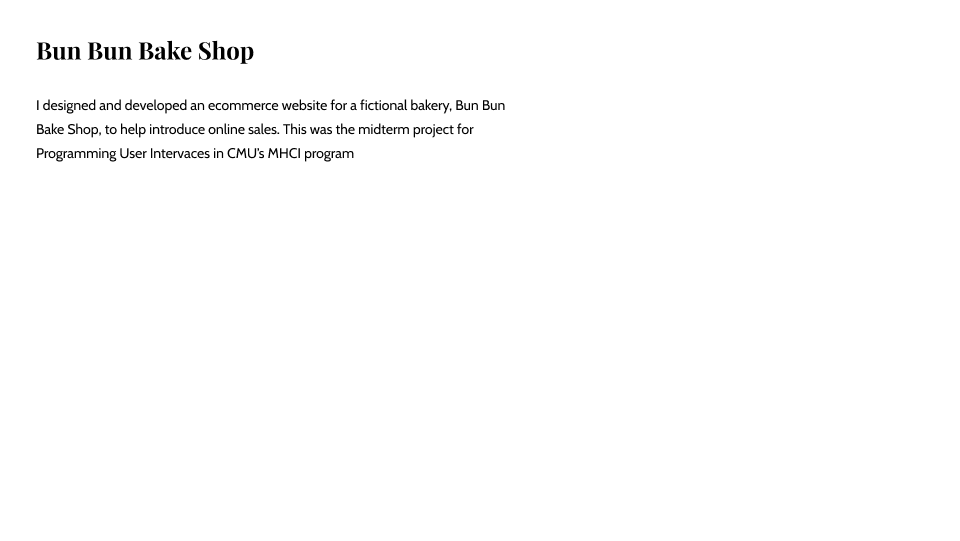 Bun Bun Bake Shop
I designed and developed an ecommerce website for a fictional bakery, Bun Bun
Bake Shop, to help introduce online sales. This was the midterm project for
Programming User Intervaces in CMU's MHCI program